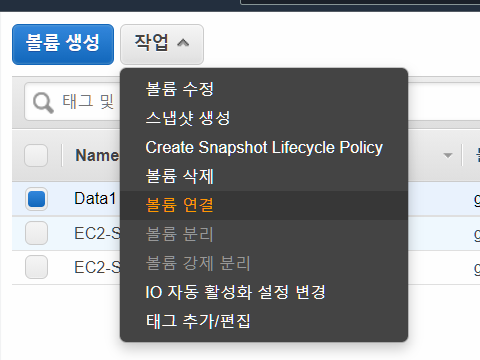 볼륨 생성
작업
태그 및
볼륨 수정
스냅샷 생성
Create Snapshot Lifecycle Policy
볼륨 삭제
볼륨 연결
볼륨 분리
볼륨 강제 분리
IO 자동 활성화 설정 변경
태그 추가/편집
Name
Data1
EC2-S
EC2-S